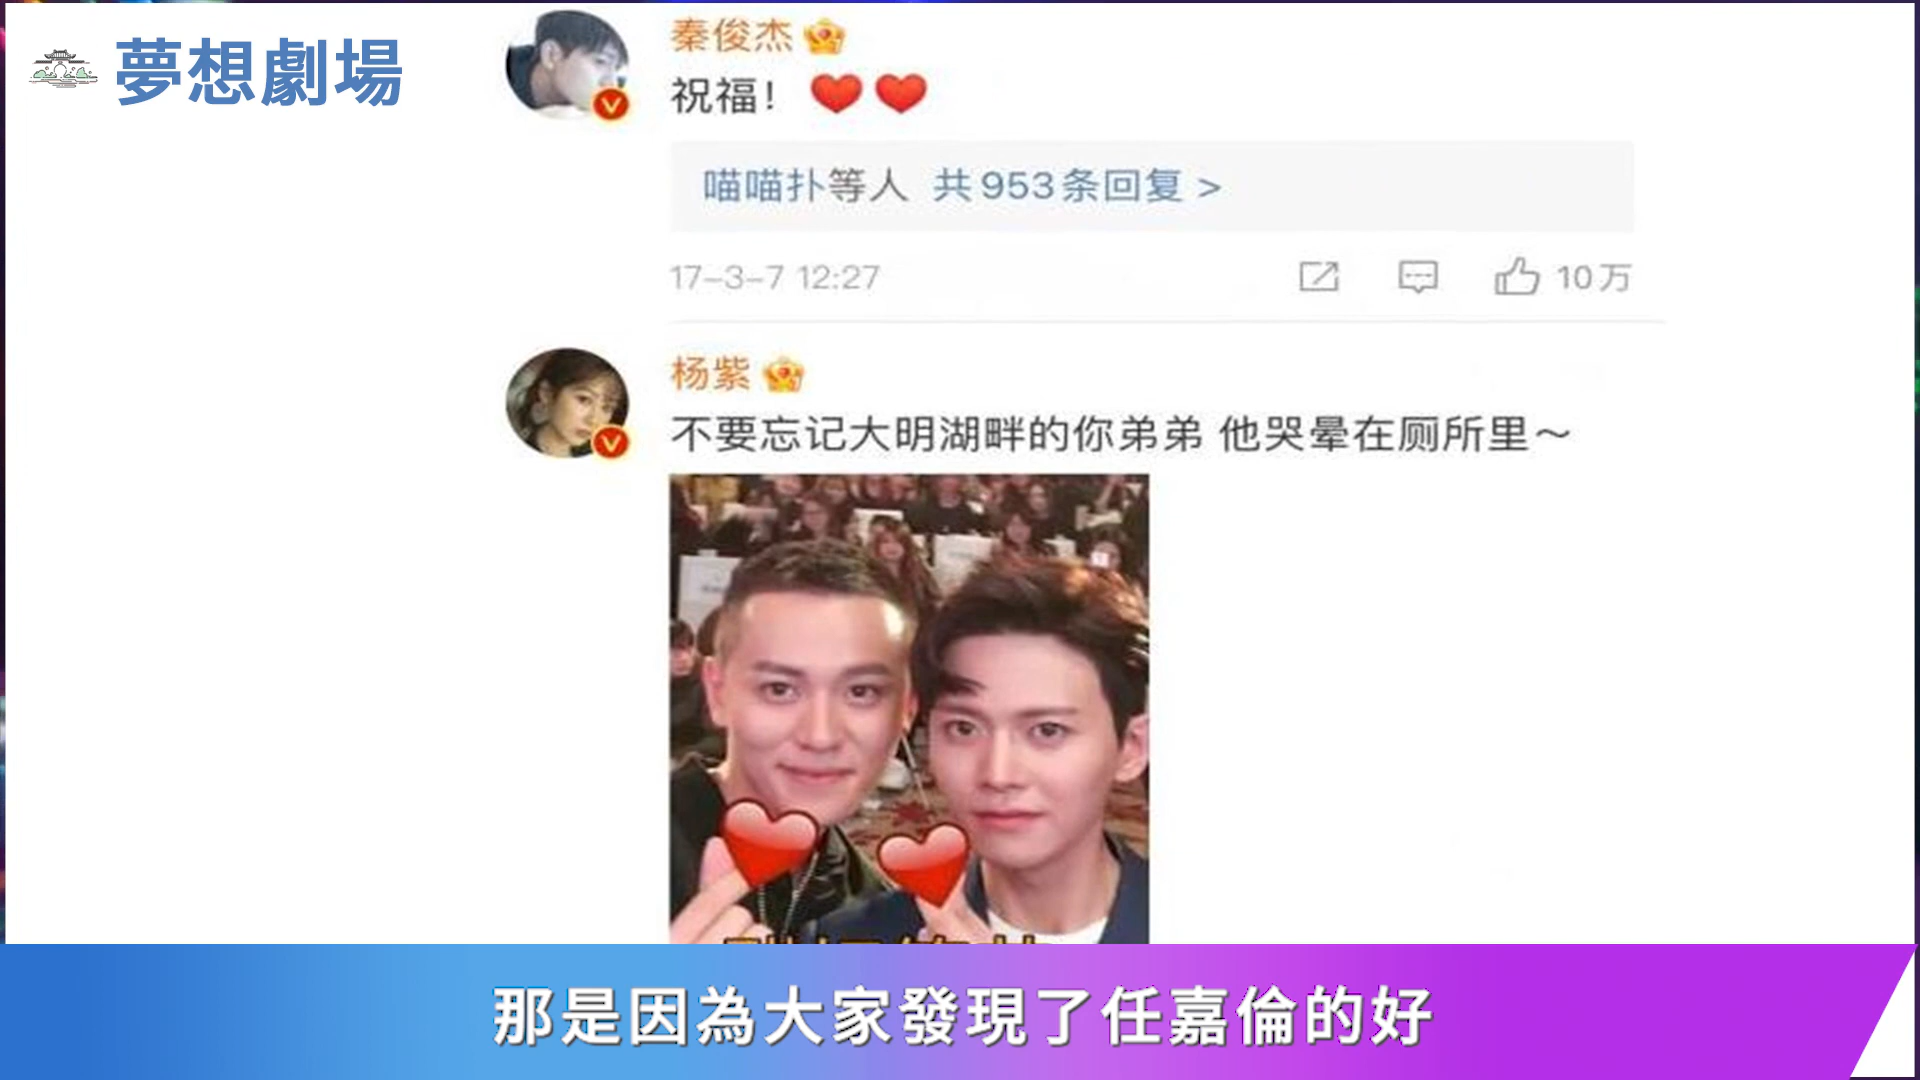 夢想劇場
秦俊杰
祝福！
喵喵扑等人 共953条回复 >
17-3-7 12:27
10万
杨紫
不要忘记大明湖畔的你弟弟 他哭晕在厕所里～
那是因為大家發現了任嘉倫的好